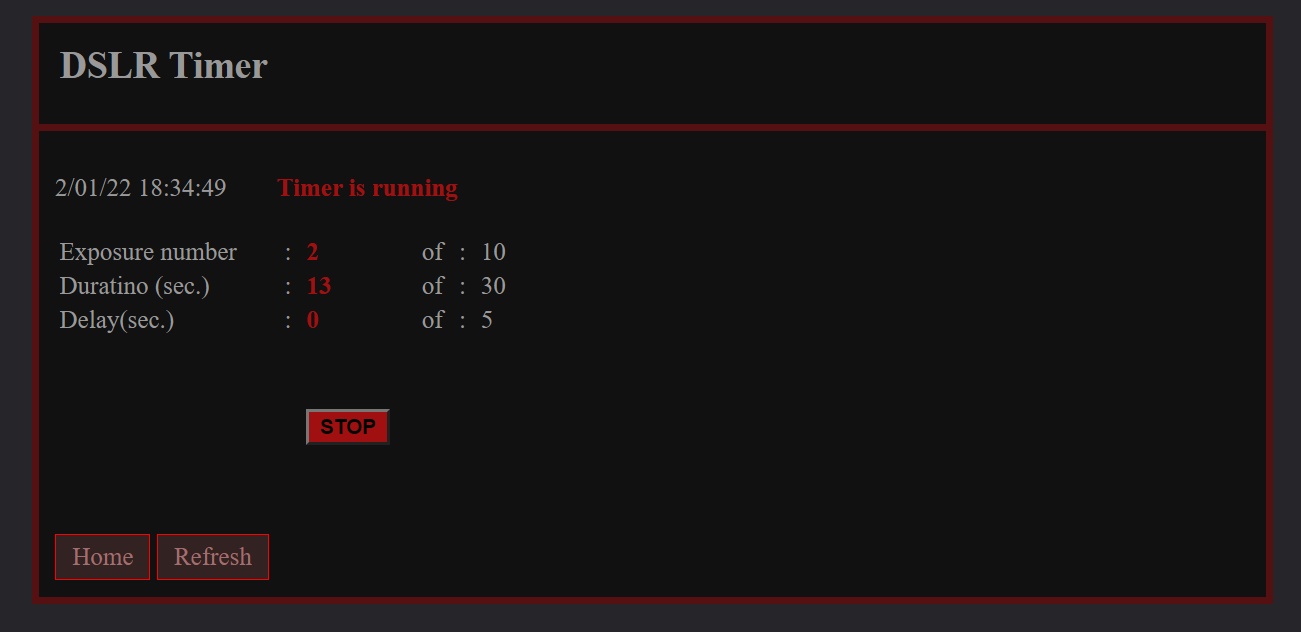 DSLR Timer
2/01/22 18:34:49 Timer is running
Exposure number : 2 of : 10
Duratino (sec.) : 13 of : 30
Delay(sec.) : 0 of : 5
STOP
Home Refresh